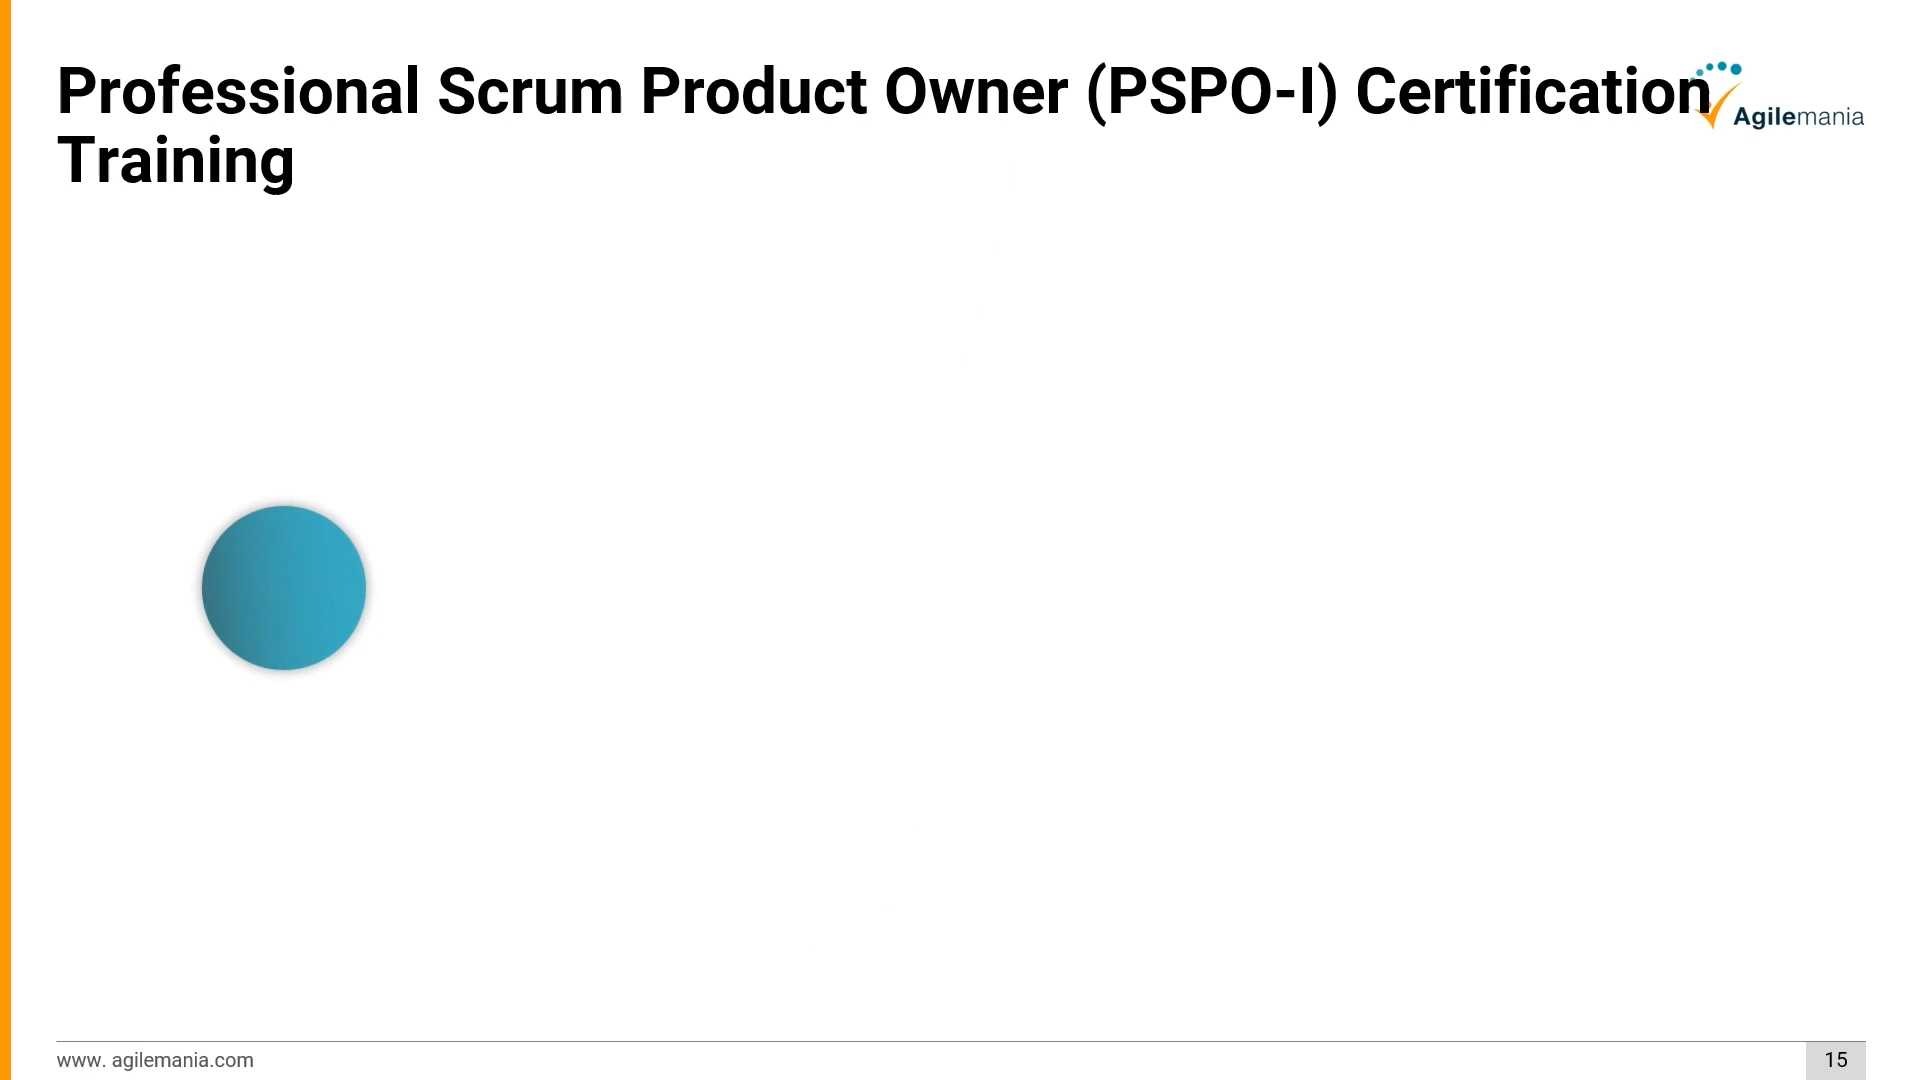 Professional Scrum Product Owner (PSPO-I) Certification
Training
Agilemania
www. agilemania.com
15